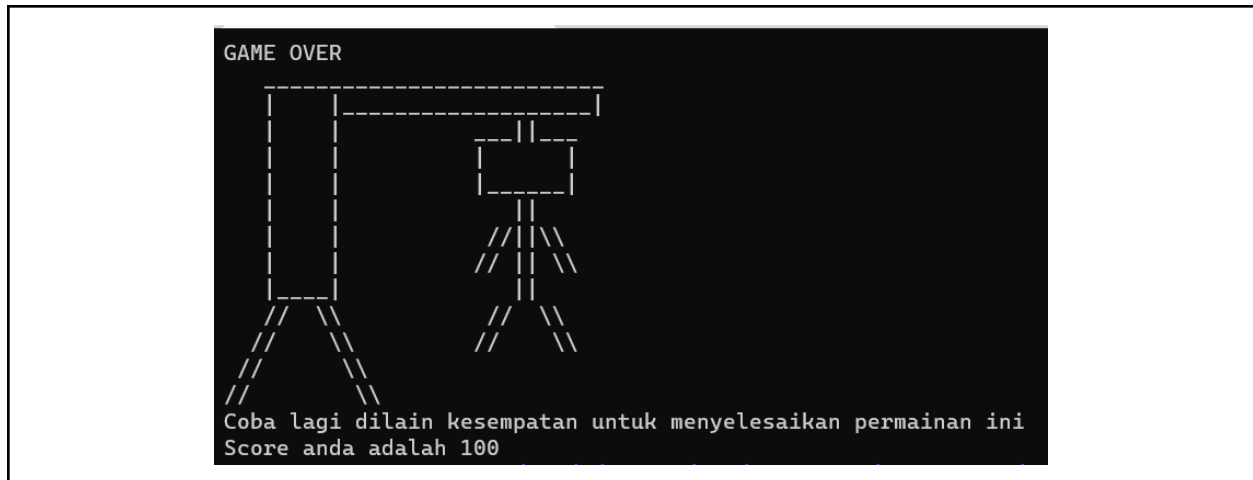 GAME OVER
Coba lagi dilain kesempatan untuk menyelesaikan permainan ini
Score anda adalah 100